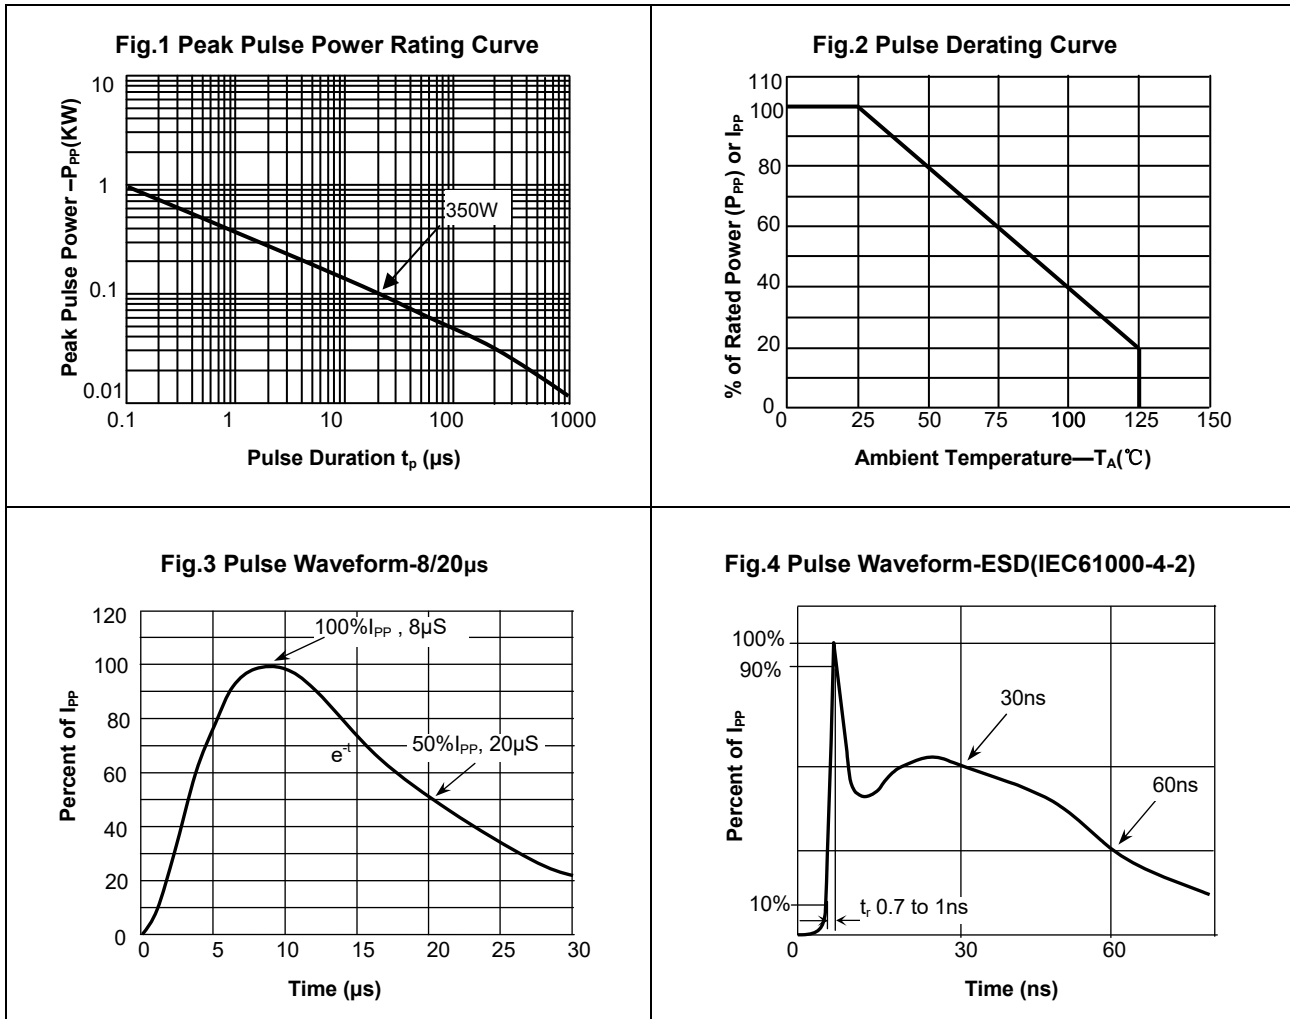 Fig.1 Peak Pulse Power Rating Curve
Peak Pulse Power –PPP(KW)
10
1
0.1
0.01
350W
0.1 1 10 100 1000
Pulse Duration tp (µs)
Fig.2 Pulse Derating Curve
% of Rated Power (PPP) or IPP
110
100
80
60
40
20
0
0 25 50 75 100 125 150
Ambient Temperature—TA(℃)
Fig.3 Pulse Waveform-8/20µs
Percent of IPP
120
100
80
60
40
20
0
100%IPP , 8µS
e-t
50%IPP, 20µS
0 5 10 15 20 25 30
Time (µs)
Fig.4 Pulse Waveform-ESD(IEC61000-4-2)
Percent of IPP
100%
90%
10%
30ns
60ns
tr 0.7 to 1ns
0 30 60
Time (ns)